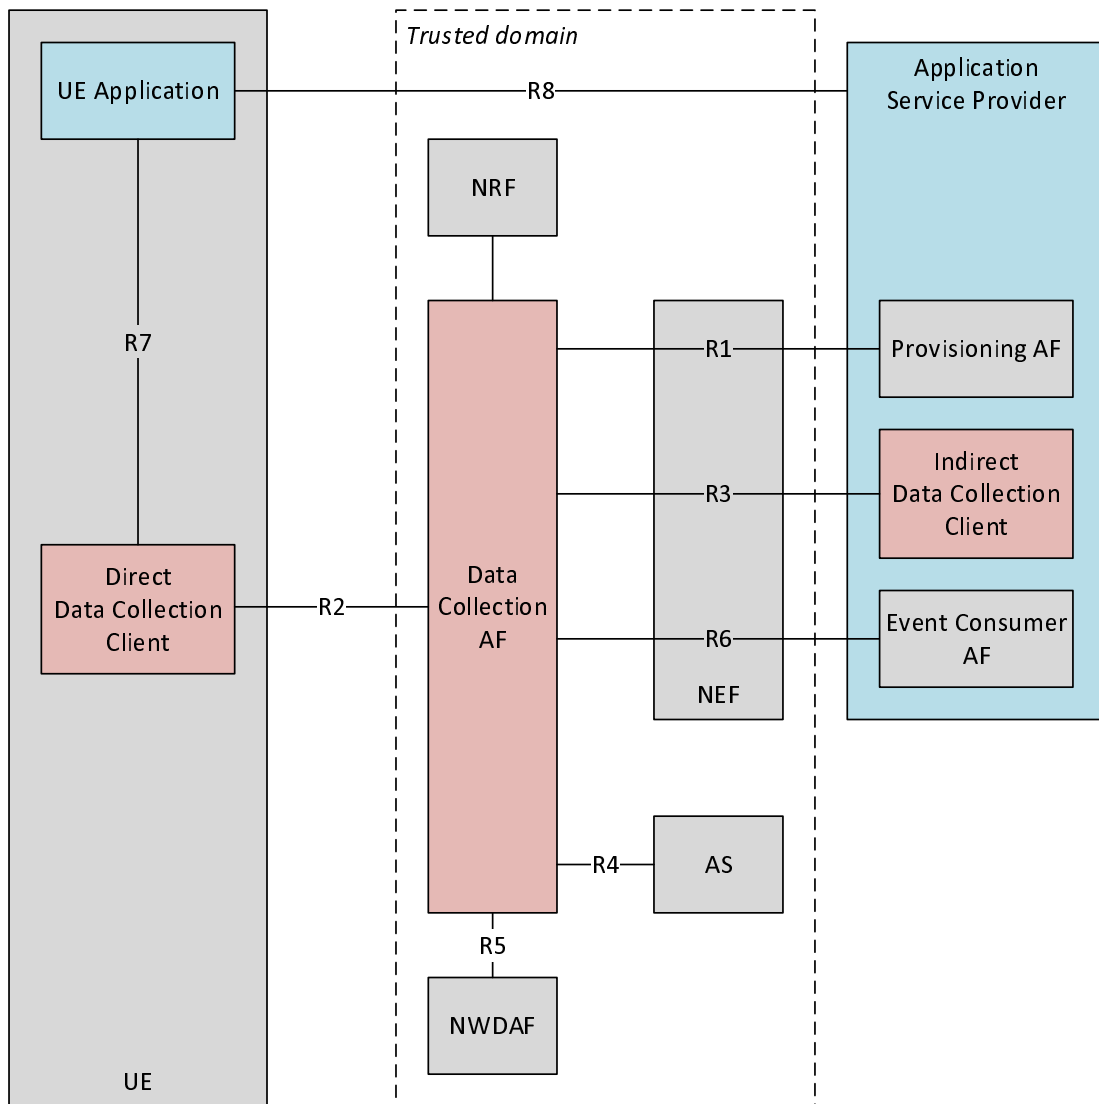 Trusted domain
UE Application
R8
Application
Service Provider
NRF
R7
R1
Provisioning AF
Indirect
Data Collection
Client
R3
Direct
Data Collection
Client
R2
Data
Collection
AF
Event Consumer
AF
R6
NEF
R4
AS
R5
NWDAF
UE